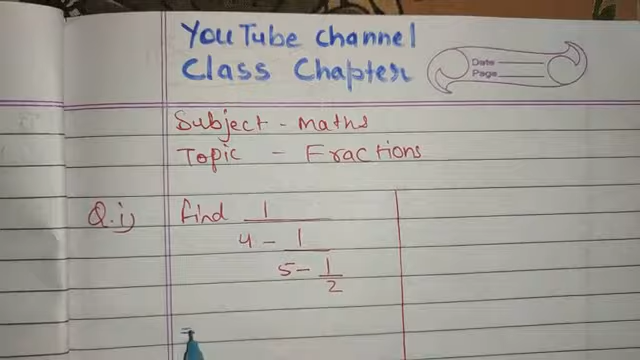 YouTube channel
Class Chapter
Date
Page
Subject - maths
Topic - Fractions
Q.i) find 1
4 - 1
5 - 1
2
=